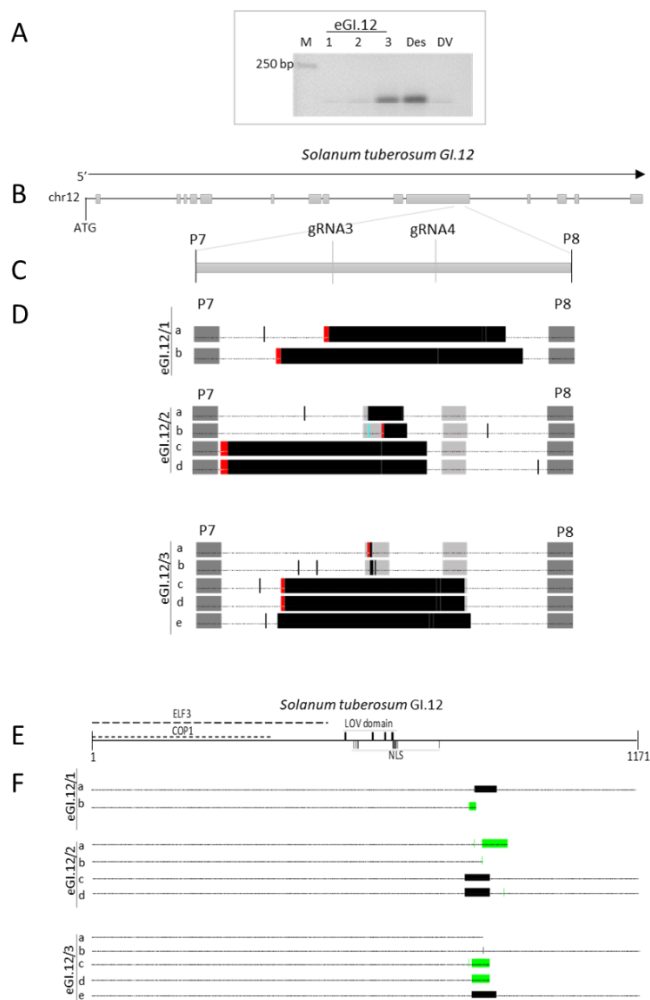 A
eGI.12
M 1 2 3 Des DV
250 bp
Solanum tuberosum GI.12
5’
B
chr12
ATG
gRNA3 gRNA4
P7 P8
C
P7 P8
D
eGI.12/1
a
b
P7 P8
eGI.12/2
a
b
c
d
P7 P8
eGI.12/3
a
b
c
d
e
Solanum tuberosum GI.12
ELF3
LOV domain
COP1
E
NLS
1 1171
F
eGI.12/1
a
b
eGI.12/2
a
b
c
d
eGI.12/3
a
b
c
d
e